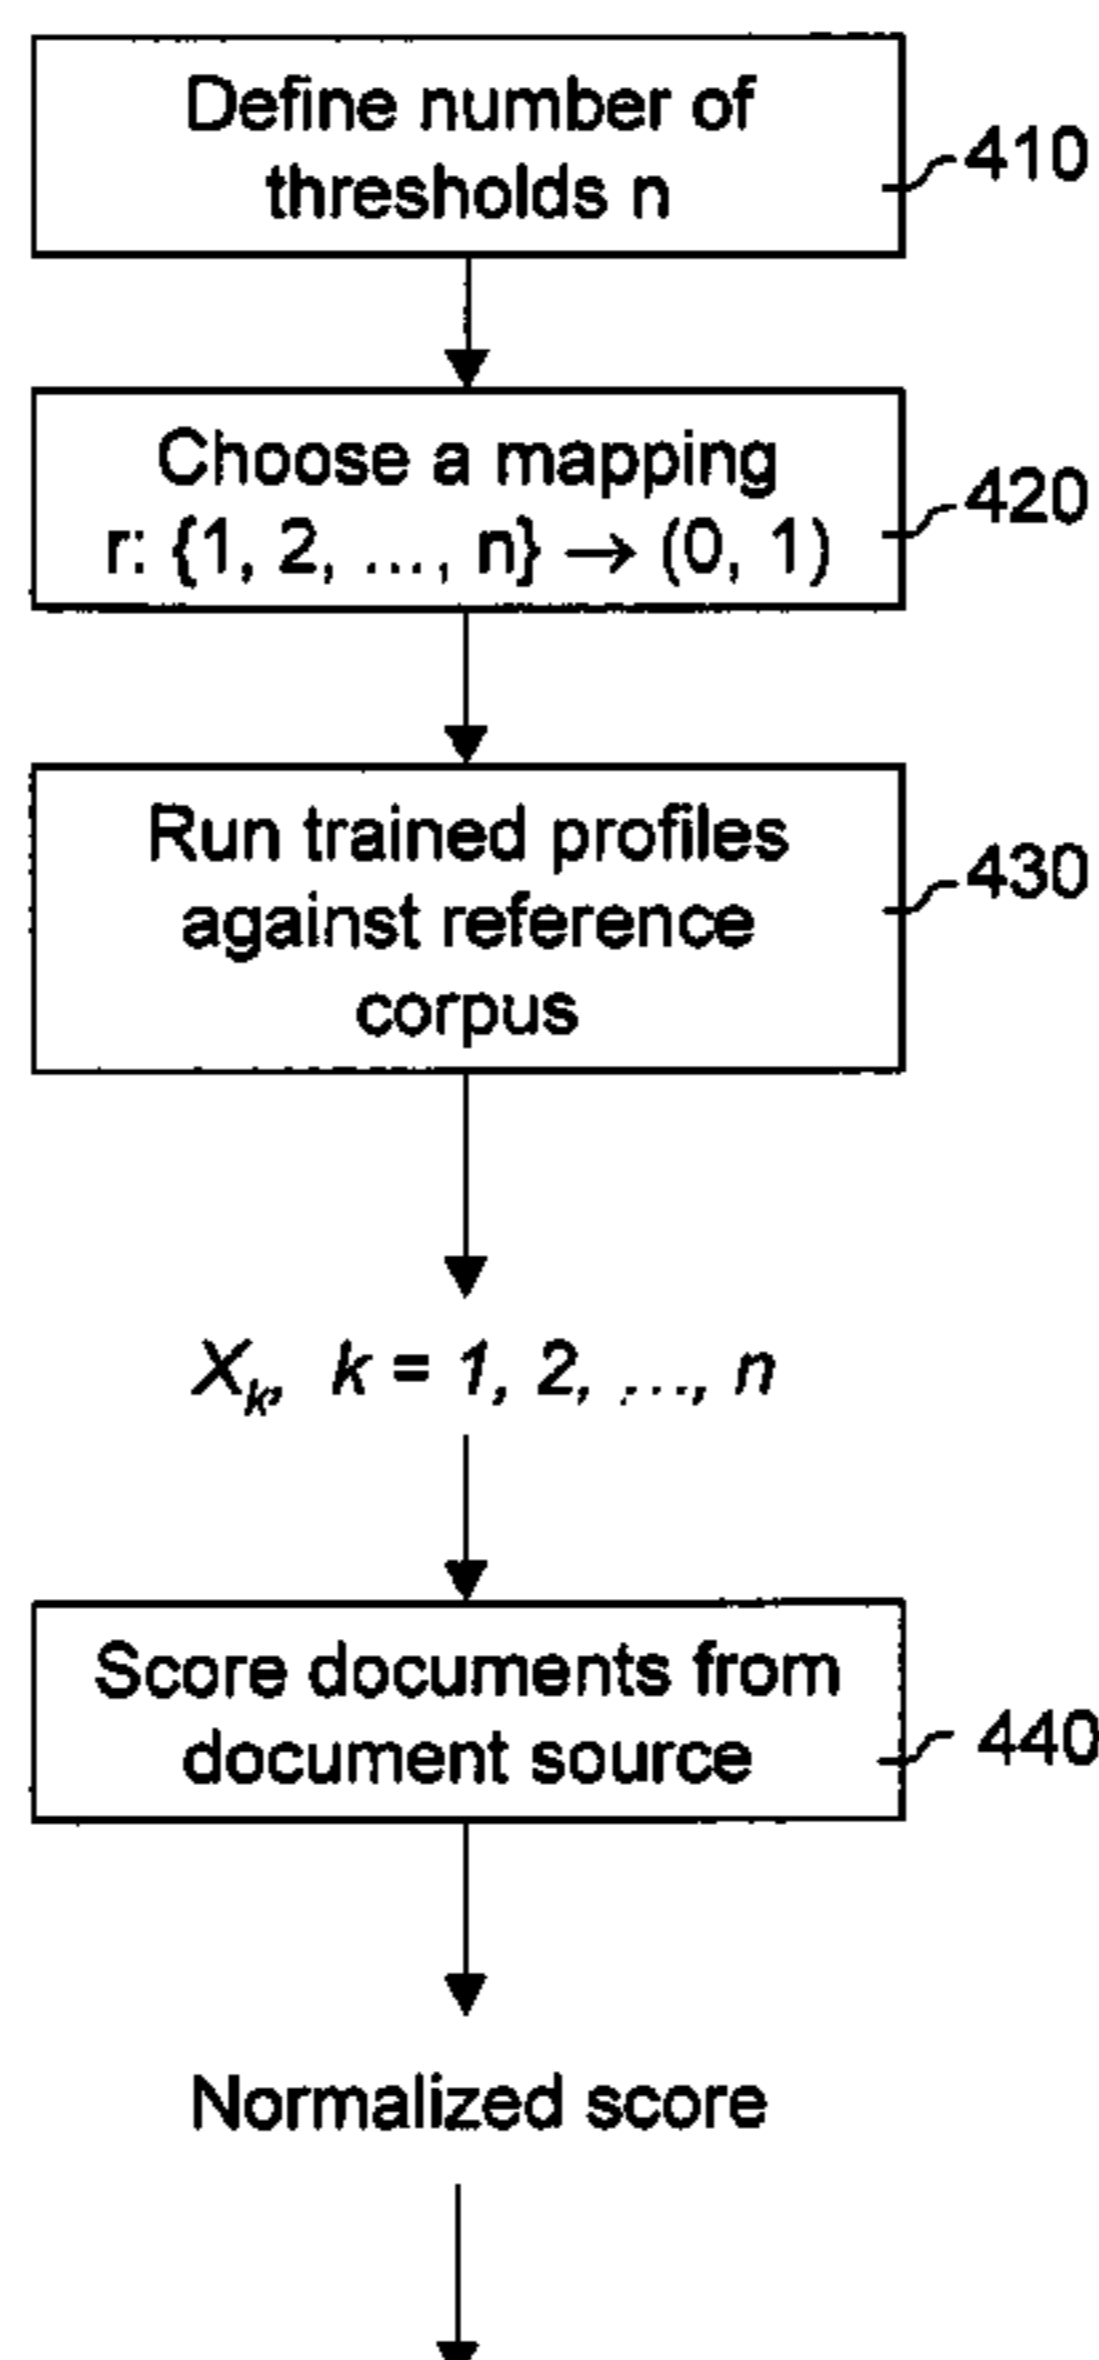 Define number of
thresholds n
410
Choose a mapping
r: {1, 2, ..., n} → (0, 1)
420
Run trained profiles
against reference
corpus
430
Xk, k = 1, 2, ..., n
Score documents from
document source
440
Normalized score